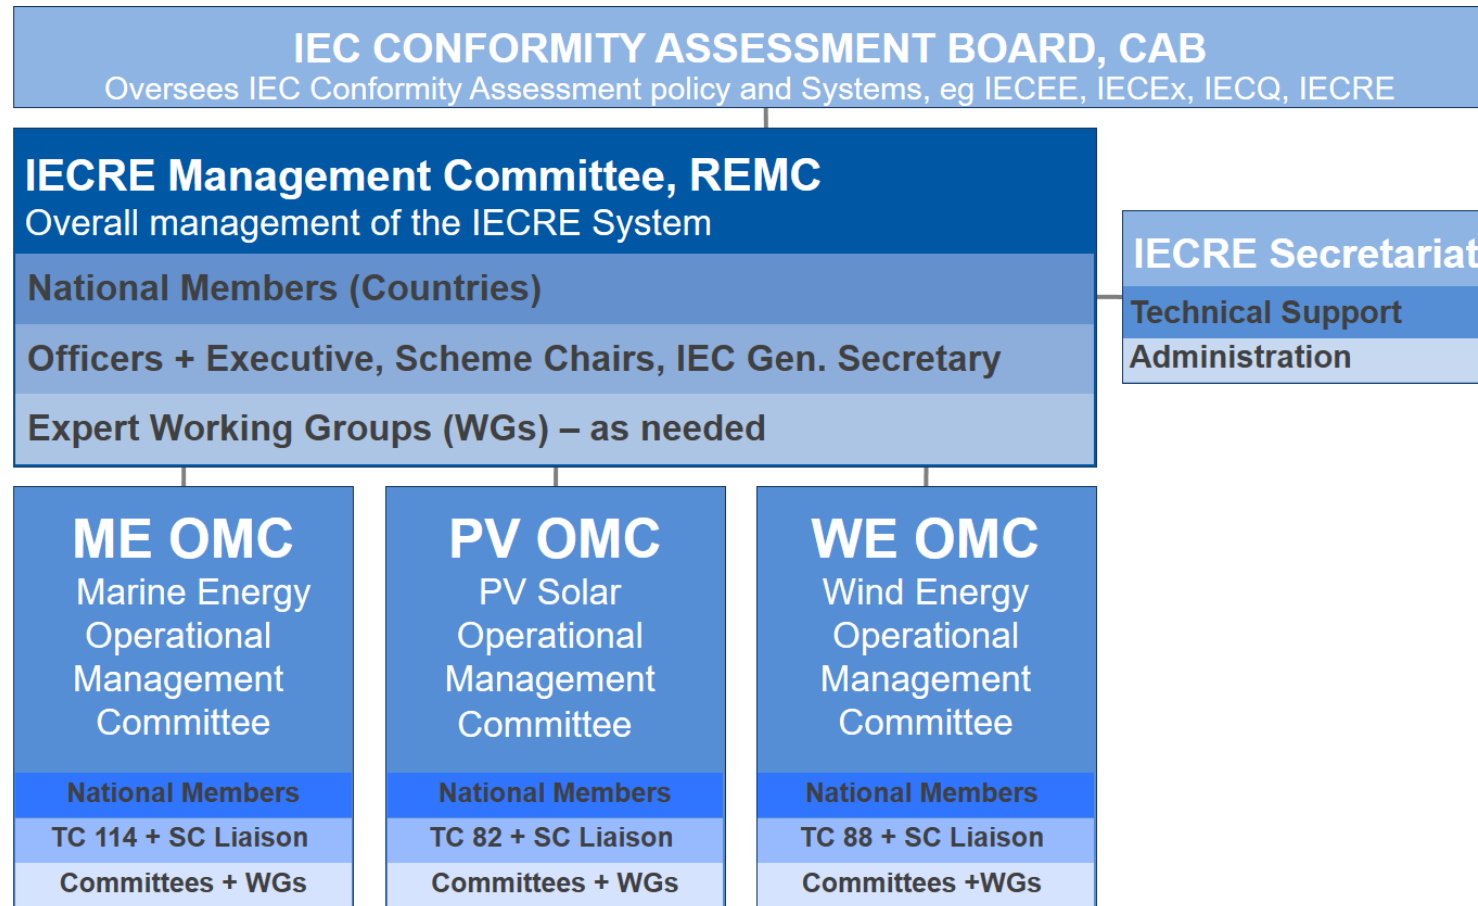 IEC CONFORMITY ASSESSMENT BOARD, CAB
Oversees IEC Conformity Assessment policy and Systems, eg IECEE, IECEx, IECQ, IECRE
IECRE Management Committee, REMC
Overall management of the IECRE System
National Members (Countries)
Officers + Executive, Scheme Chairs, IEC Gen. Secretary
Expert Working Groups (WGs) – as needed
IECRE Secretariat
Technical Support
Administration
ME OMC
Marine Energy
Operational
Management
Committee
National Members
TC 114 + SC Liaison
Committees + WGs
PV OMC
PV Solar
Operational
Management
Committee
National Members
TC 82 + SC Liaison
Committees + WGs
WE OMC
Wind Energy
Operational
Management
Committee
National Members
TC 88 + SC Liaison
Committees +WGs